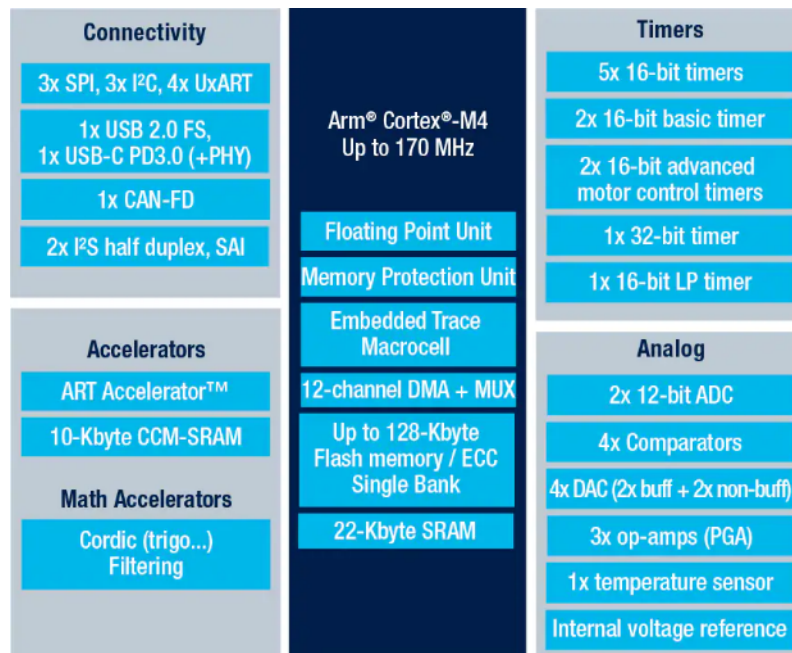 Connectivity
3x SPI, 3x I²C, 4x UxART
1x USB 2.0 FS,
1x USB-C PD3.0 (+PHY)
1x CAN-FD
2x I²S half duplex, SAI
Accelerators
ART Accelerator™
10-Kbyte CCM-SRAM
Math Accelerators
Cordic (trigo...)
Filtering
Arm® Cortex®-M4
Up to 170 MHz
Floating Point Unit
Memory Protection Unit
Embedded Trace
Macrocell
12-channel DMA + MUX
Up to 128-Kbyte
Flash memory / ECC
Single Bank
22-Kbyte SRAM
Timers
5x 16-bit timers
2x 16-bit basic timer
2x 16-bit advanced
motor control timers
1x 32-bit timer
1x 16-bit LP timer
Analog
2x 12-bit ADC
4x Comparators
4x DAC (2x buff + 2x non-buff)
3x op-amps (PGA)
1x temperature sensor
Internal voltage reference